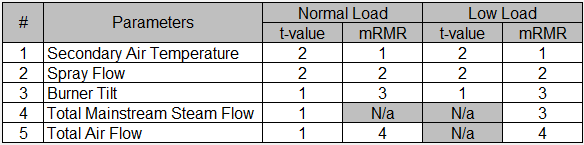 # Parameters Normal Load Low Load
t-value mRMR t-value mRMR
1 Secondary Air Temperature 2 1 2 1
2 Spray Flow 2 2 2 2
3 Burner Tilt 1 3 1 3
4 Total Mainstream Steam Flow 1 N/a N/a 3
5 Total Air Flow 1 4 N/a 4